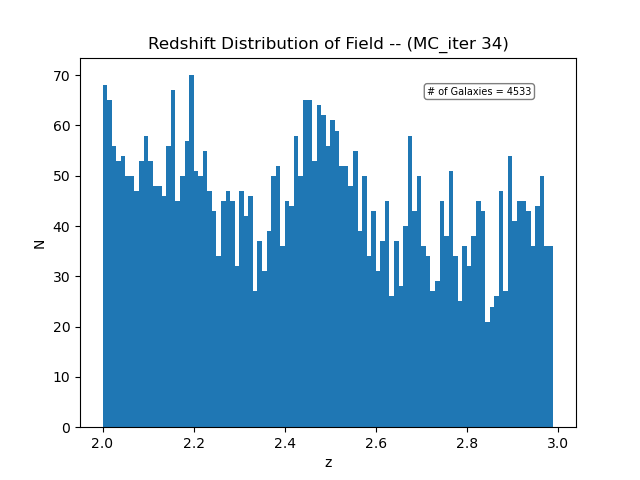 Redshift Distribution of Field -- (MC_iter 34)
# of Galaxies = 4533
70
60
50
40
30
20
10
0
N
2.0 2.2 2.4 2.6 2.8 3.0
z